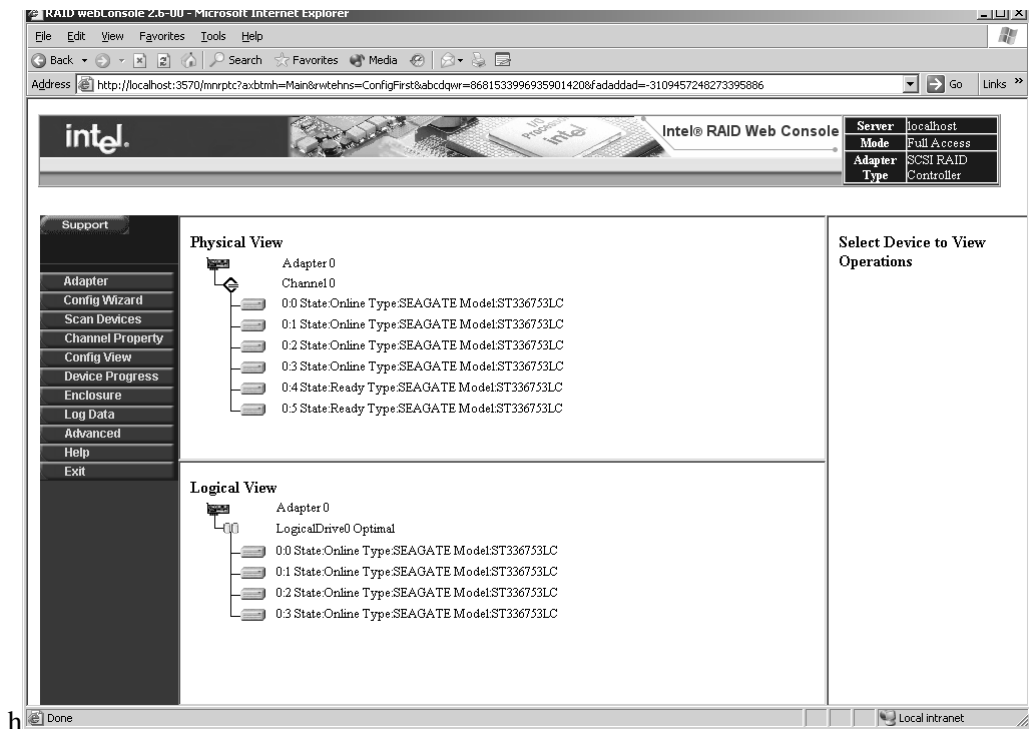 RAID webConsole 2.6-00 - Microsoft Internet Explorer
File Edit View Favorites Tools Help
Back Search Favorites Media
Address http://localhost:3570/mnrptc?axbtmh=Main&rwtehns=ConfigFirst&abcdqwr=8681533996935901420&fadaddad=-3109457248273395886 Go Links »
intel.
I/O Processor
intel
Intel® RAID Web Console
Server localhost
Mode Full Access
Adapter Type SCSI RAID Controller
Support
Adapter
Config Wizard
Scan Devices
Channel Property
Config View
Device Progress
Enclosure
Log Data
Advanced
Help
Exit
Physical View
Adapter 0
Channel 0
0:0 State:Online Type:SEAGATE Model:ST336753LC
0:1 State:Online Type:SEAGATE Model:ST336753LC
0:2 State:Online Type:SEAGATE Model:ST336753LC
0:3 State:Online Type:SEAGATE Model:ST336753LC
0:4 State:Ready Type:SEAGATE Model:ST336753LC
0:5 State:Ready Type:SEAGATE Model:ST336753LC
Logical View
Adapter 0
LogicalDrive0 Optimal
0:0 State:Online Type:SEAGATE Model:ST336753LC
0:1 State:Online Type:SEAGATE Model:ST336753LC
0:2 State:Online Type:SEAGATE Model:ST336753LC
0:3 State:Online Type:SEAGATE Model:ST336753LC
Select Device to View
Operations
h
Done Local intranet